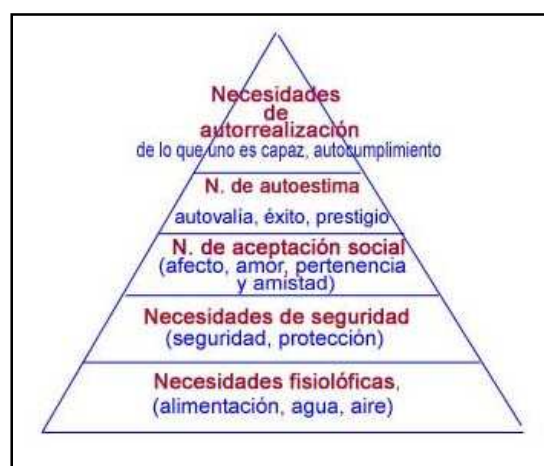 Necesidades
de
autorrealización
de lo que uno es capaz, autocumplimiento
N. de autoestima
autovalía, éxito, prestigio
N. de aceptación social
(afecto, amor, pertenencia
y amistad)
Necesidades de seguridad
(seguridad, protección)
Necesidades fisiolóficas,
(alimentación, agua, aire)